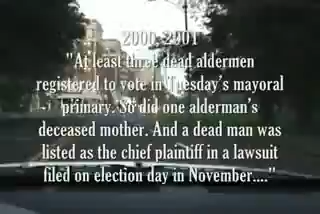 2000-2001
"At least three dead aldermen
registered to vote in Tuesday's mayoral
primary. So did one alderman's
deceased mother. And a dead man was
listed as the chief plaintiff in a lawsuit
filed on election day in November...."